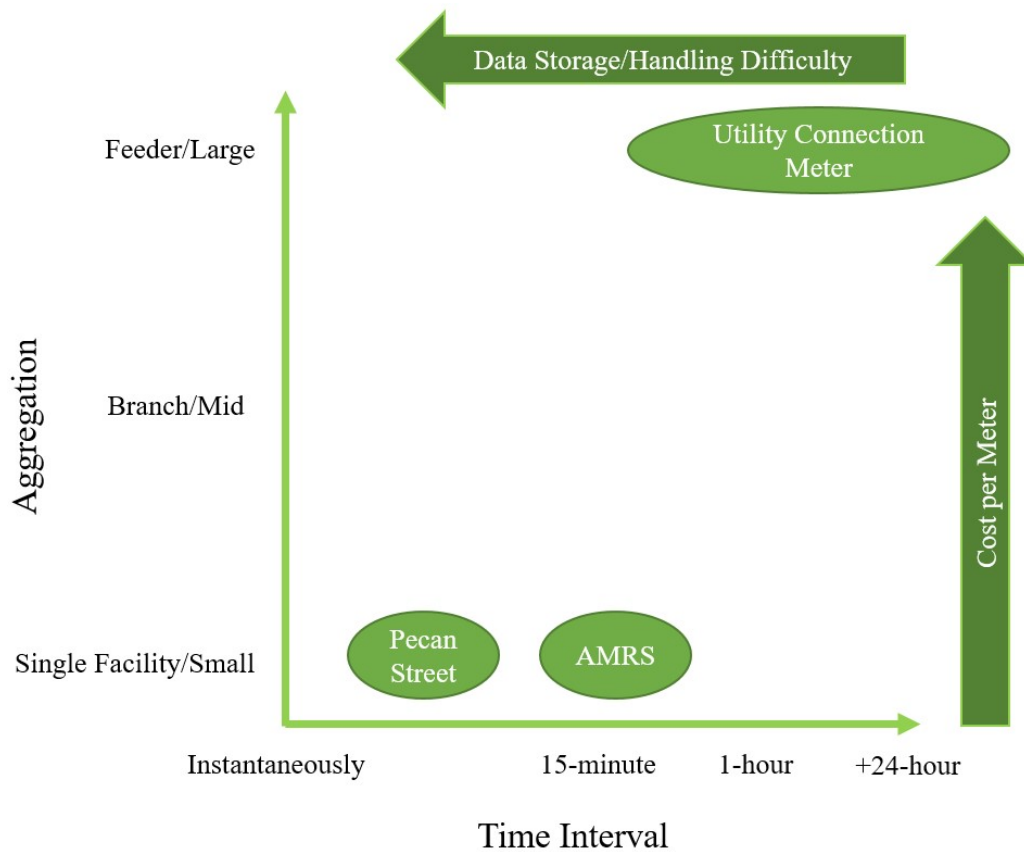 Data Storage/Handling Difficulty
Utility Connection
Meter
Feeder/Large
Branch/Mid
Aggregation
Cost per Meter
Pecan
Street
AMRS
Single Facility/Small
Instantaneously
15-minute
1-hour
+24-hour
Time Interval